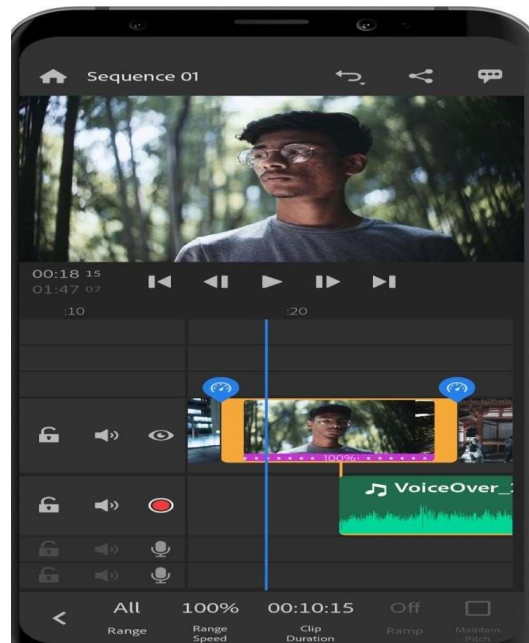 Sequence 01
00:18 15
01:47 07
:10 :20
100%
VoiceOver_
All 100% 00:10:15 Off
Range Range Speed Clip Duration Ramp Maintain Pitch